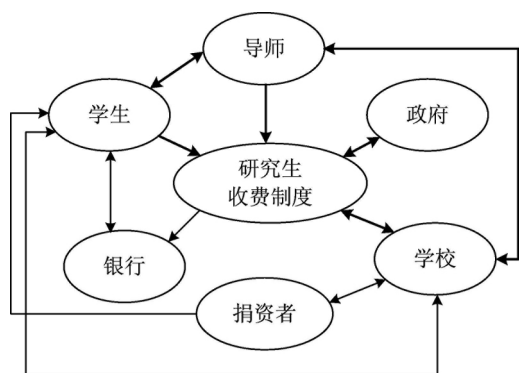 导师
学生
政府
研究生
收费制度
银行
学校
捐资者